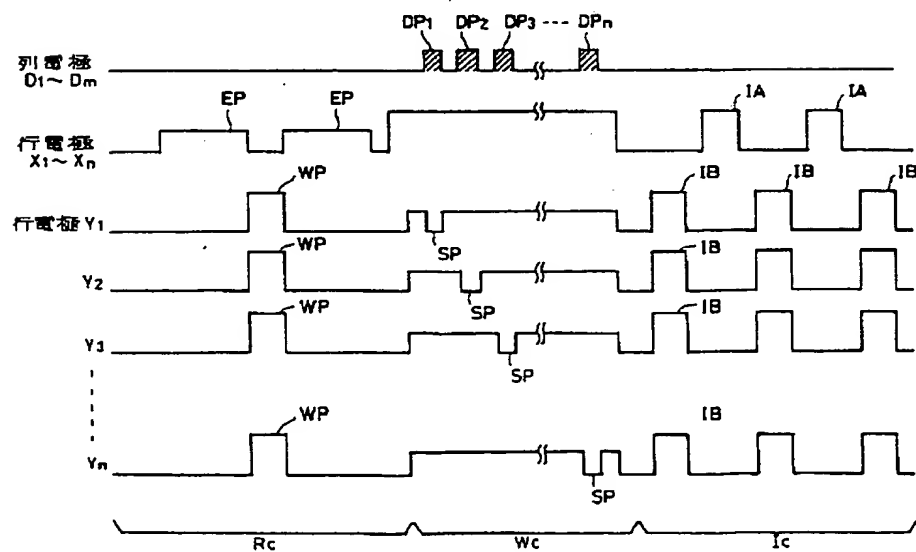 DP1 DP2 DP3 ---- DPn
列電極
D1～Dm
EP EP IA IA
行電極
X1～Xn
WP IB IB IB
行電極 Y1
SP
WP IB
Y2
SP
WP IB
Y3
SP
WP IB
Yn
SP
Rc Wc Ic